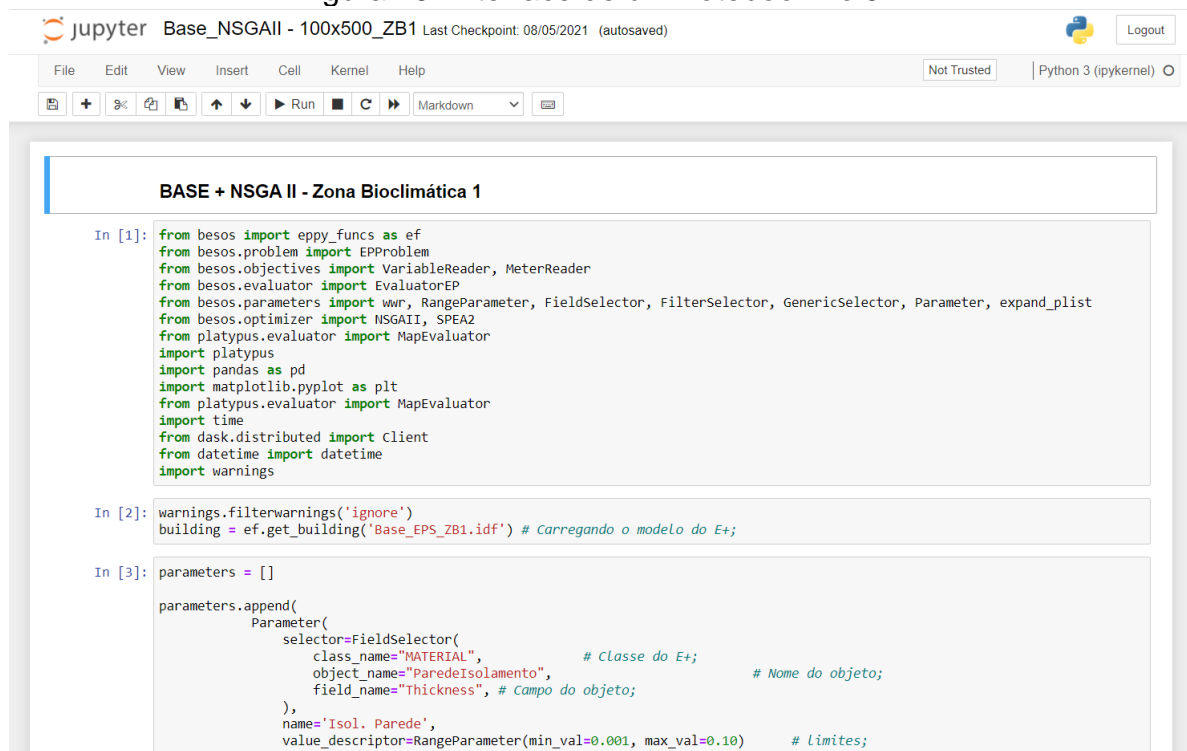 jupyter Base_NSGAII - 100x500_ZB1 Last Checkpoint: 08/05/2021 (autosaved)
Logout
File Edit View Insert Cell Kernel Help
Not Trusted
Python 3 (ipykernel)
Run
Markdown
BASE + NSGA II - Zona Bioclimática 1
In [1]: from besos import eppy_funcs as ef
from besos.problem import EPProblem
from besos.objectives import VariableReader, MeterReader
from besos.evaluator import EvaluatorEP
from besos.parameters import wwr, RangeParameter, FieldSelector, FilterSelector, GenericSelector, Parameter, expand_plist
from besos.optimizer import NSGAII, SPEA2
from platypus.evaluator import MapEvaluator
import platypus
import pandas as pd
import matplotlib.pyplot as plt
from platypus.evaluator import MapEvaluator
import time
from dask.distributed import Client
from datetime import datetime
import warnings
In [2]: warnings.filterwarnings('ignore')
building = ef.get_building('Base_EPS_ZB1.idf') # Carregando o modelo do E+;
In [3]: parameters = []
parameters.append(
Parameter(
selector=FieldSelector(
class_name="MATERIAL", # Classe do E+;
object_name="ParedeIsolamento", # Nome do objeto;
field_name="Thickness", # Campo do objeto;
),
name='Isol. Parede',
value_descriptor=RangeParameter(min_val=0.001, max_val=0.10) # limites;